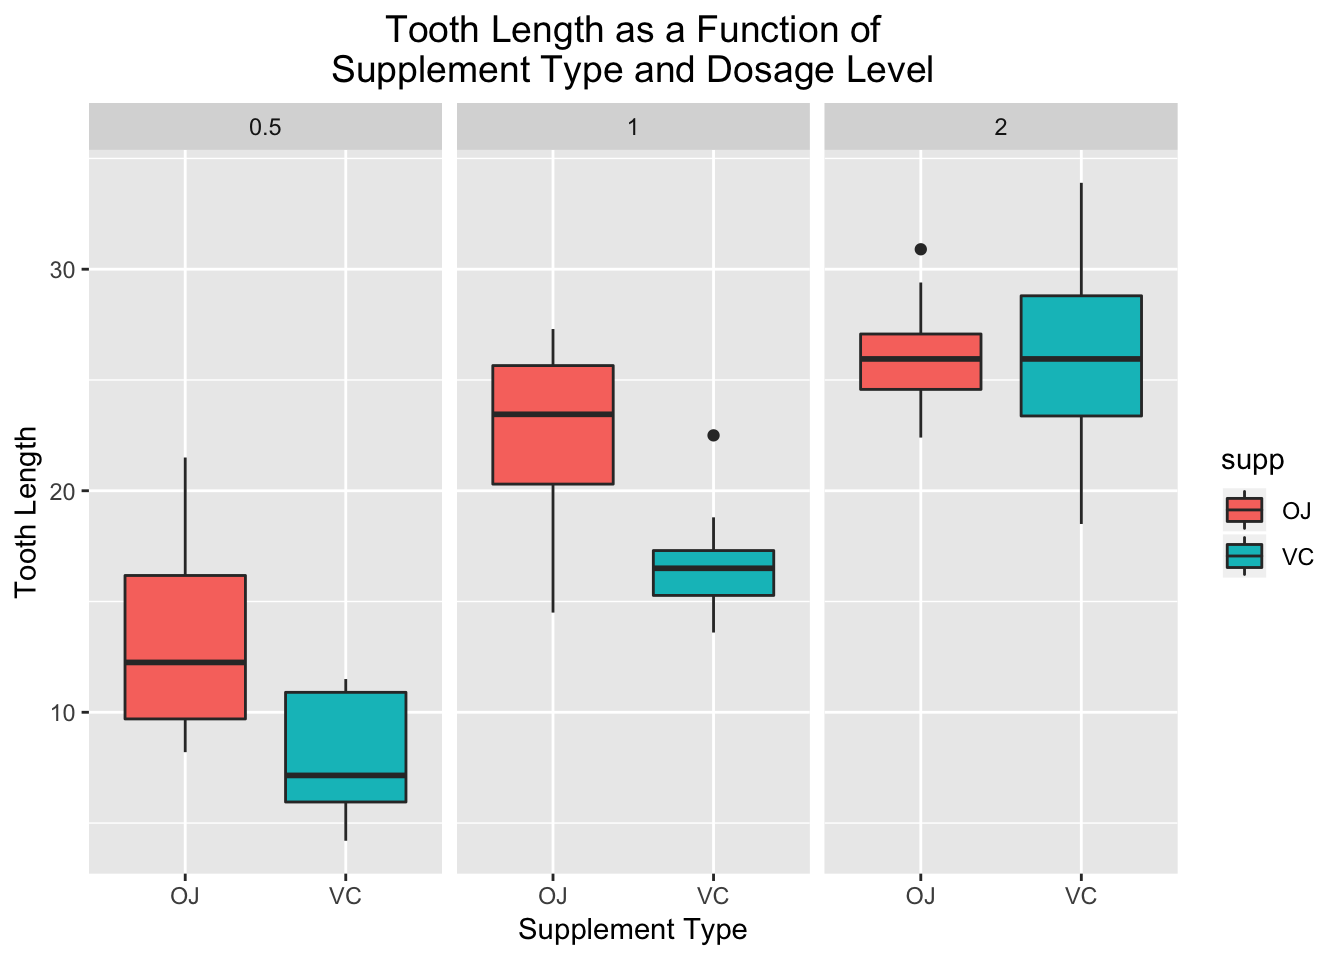 Tooth Length as a Function of
Supplement Type and Dosage Level
0.5
1
2
Tooth Length
30
20
10
OJ
VC
OJ
VC
OJ
VC
Supplement Type
supp
OJ
VC